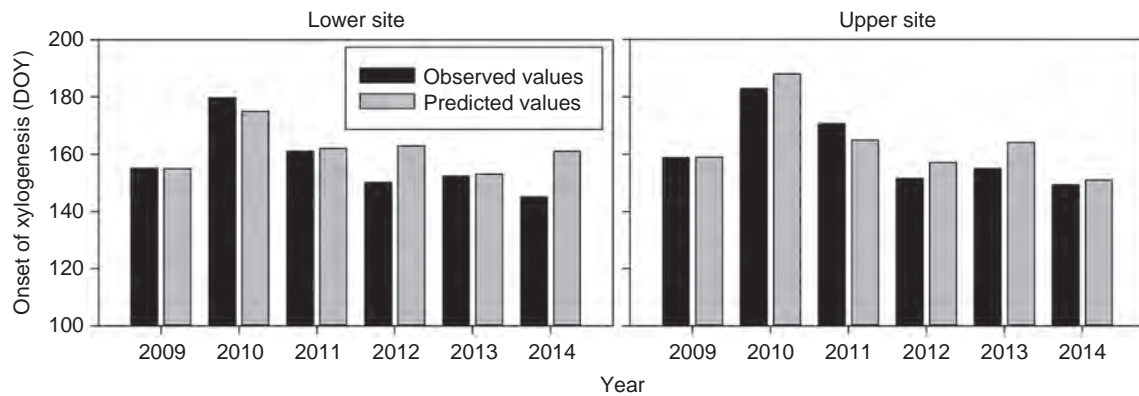 Lower site
Upper site
Onset of xylogenesis (DOY)
200
180
160
140
120
100
Observed values
Predicted values
2009 2010 2011 2012 2013 2014
2009 2010 2011 2012 2013 2014
Year